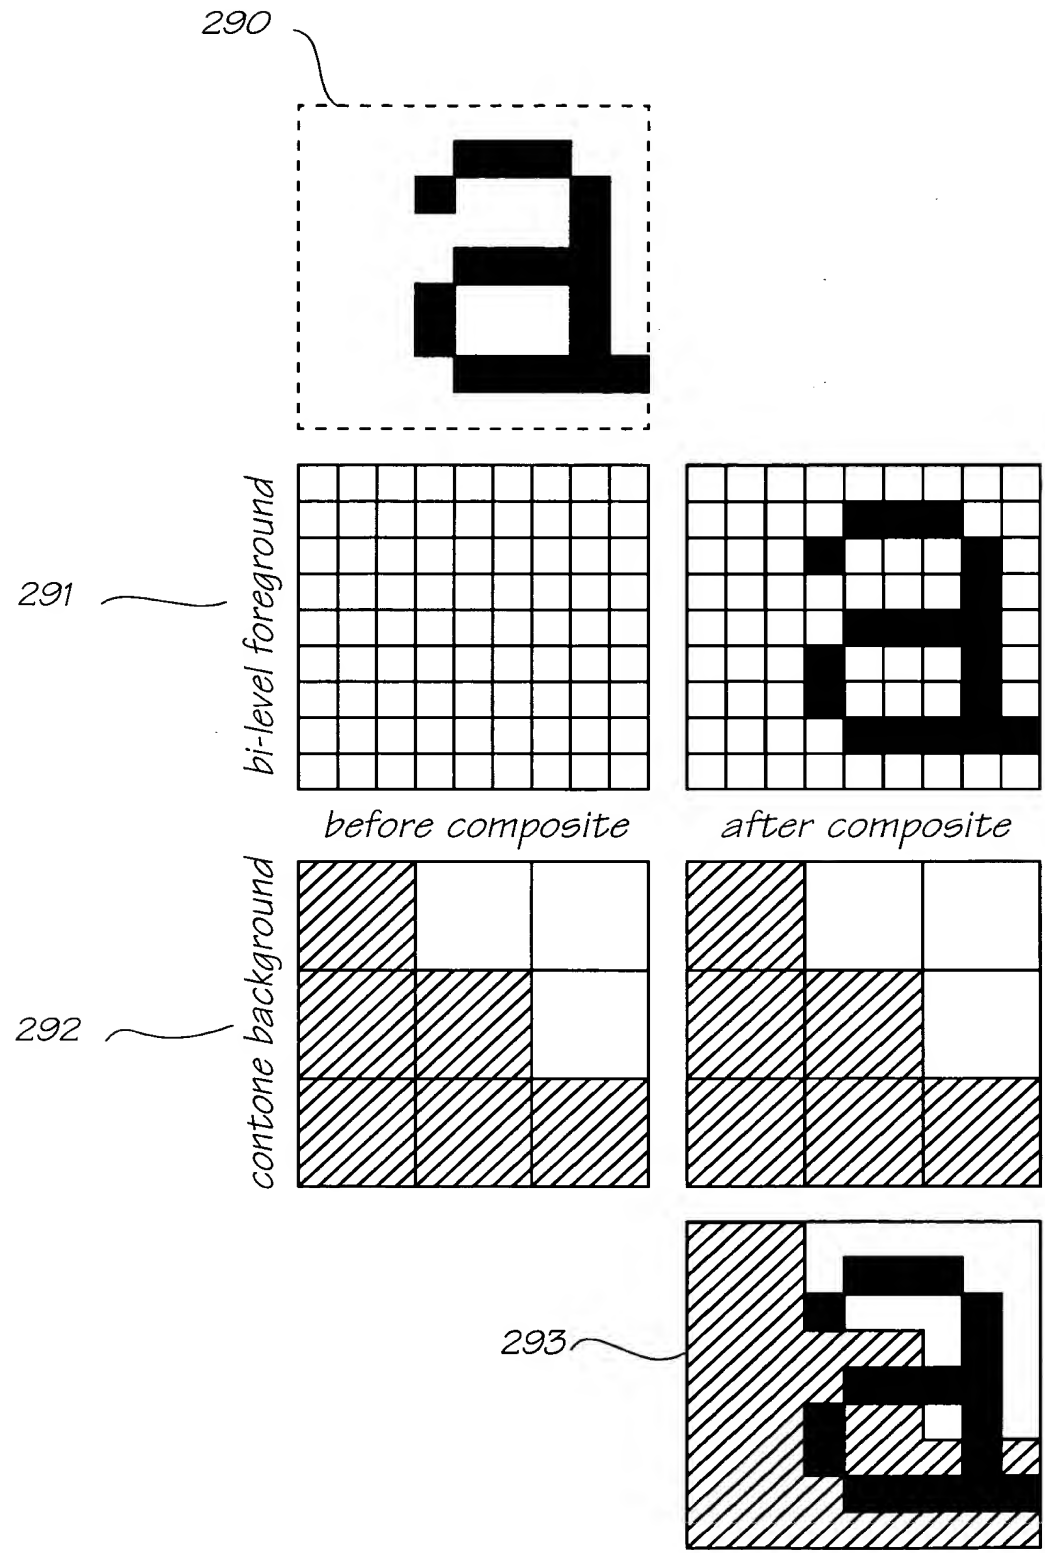 290
a
bi-level foreground
291
a
before composite
after composite
contone background
292
293
a